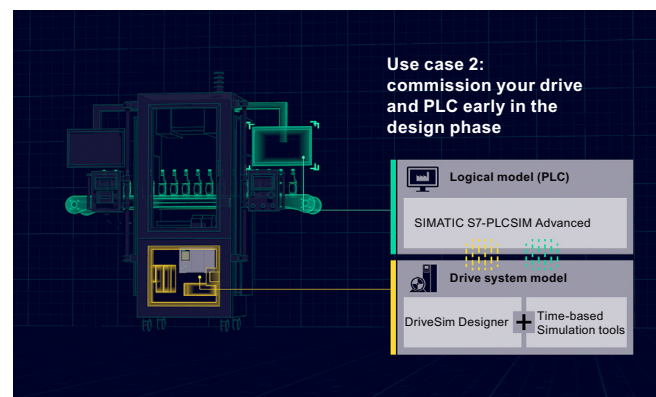 Use case 2:
commission your drive
and PLC early in the
design phase
Logical model (PLC)
SIMATIC S7-PLCSIM Advanced
Drive system model
DriveSim Designer
+
Time-based
Simulation tools